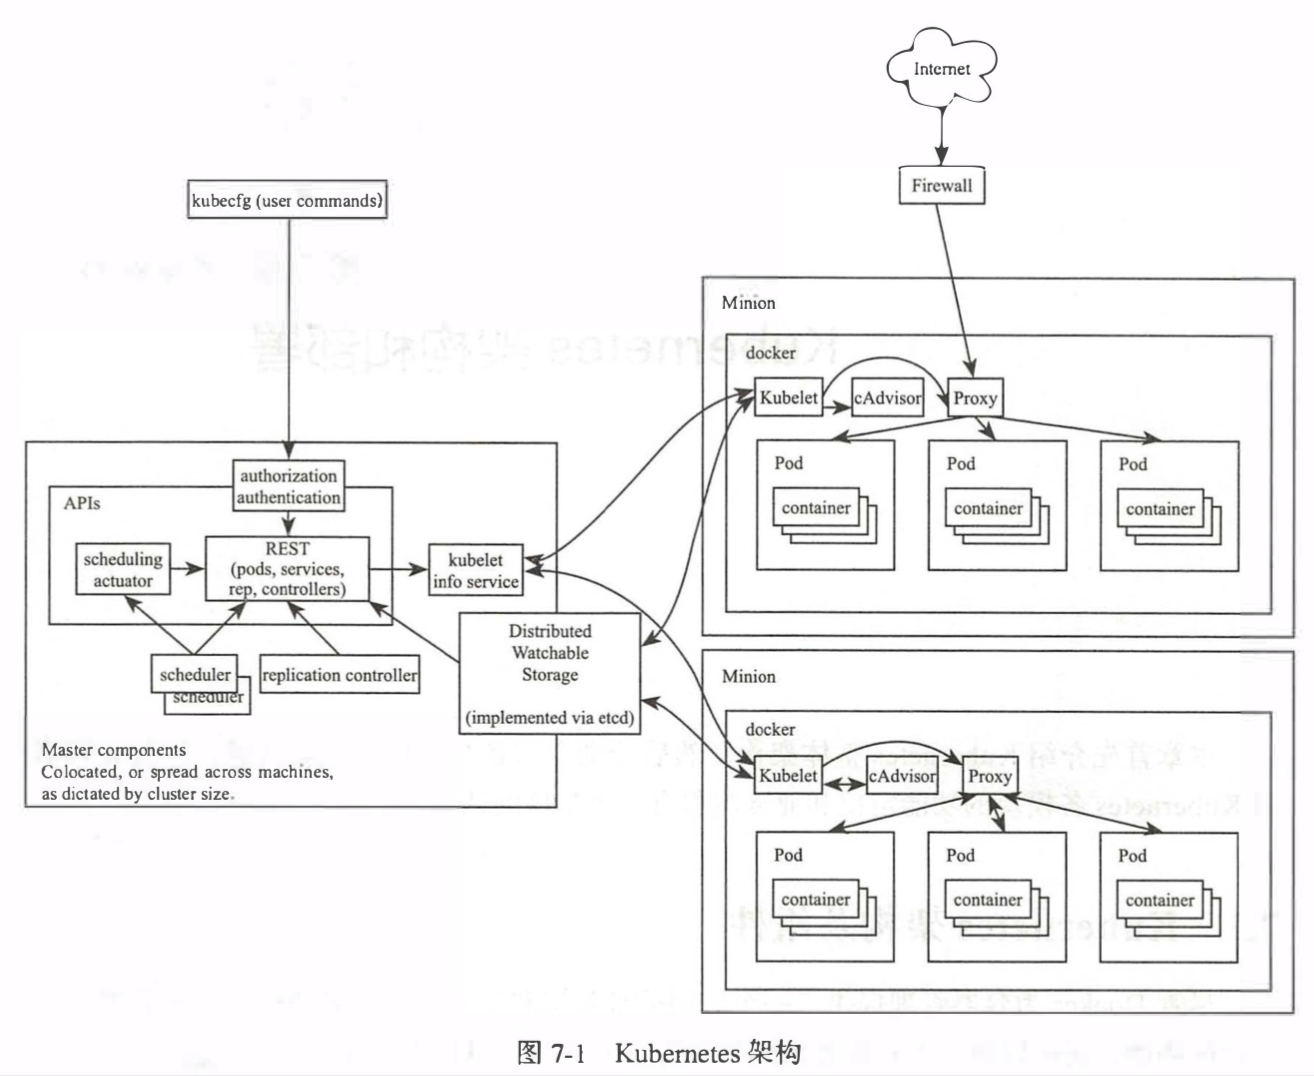 Internet
Firewall
kubecfg (user commands)
authorization
authentication
APIs
scheduling
actuator
REST
(pods, services,
rep, controllers)
kubelet
info service
scheduler
scheduler
replication controller
Distributed
Watchable
Storage
(implemented via etcd)
Master components
Colocated, or spread across machines,
as dictated by cluster size.
Minion
docker
Kubelet
cAdvisor
Proxy
Pod
container
Pod
container
Pod
container
Minion
docker
Kubelet
cAdvisor
Proxy
Pod
container
Pod
container
Pod
container
图 7-1 Kubernetes 架构